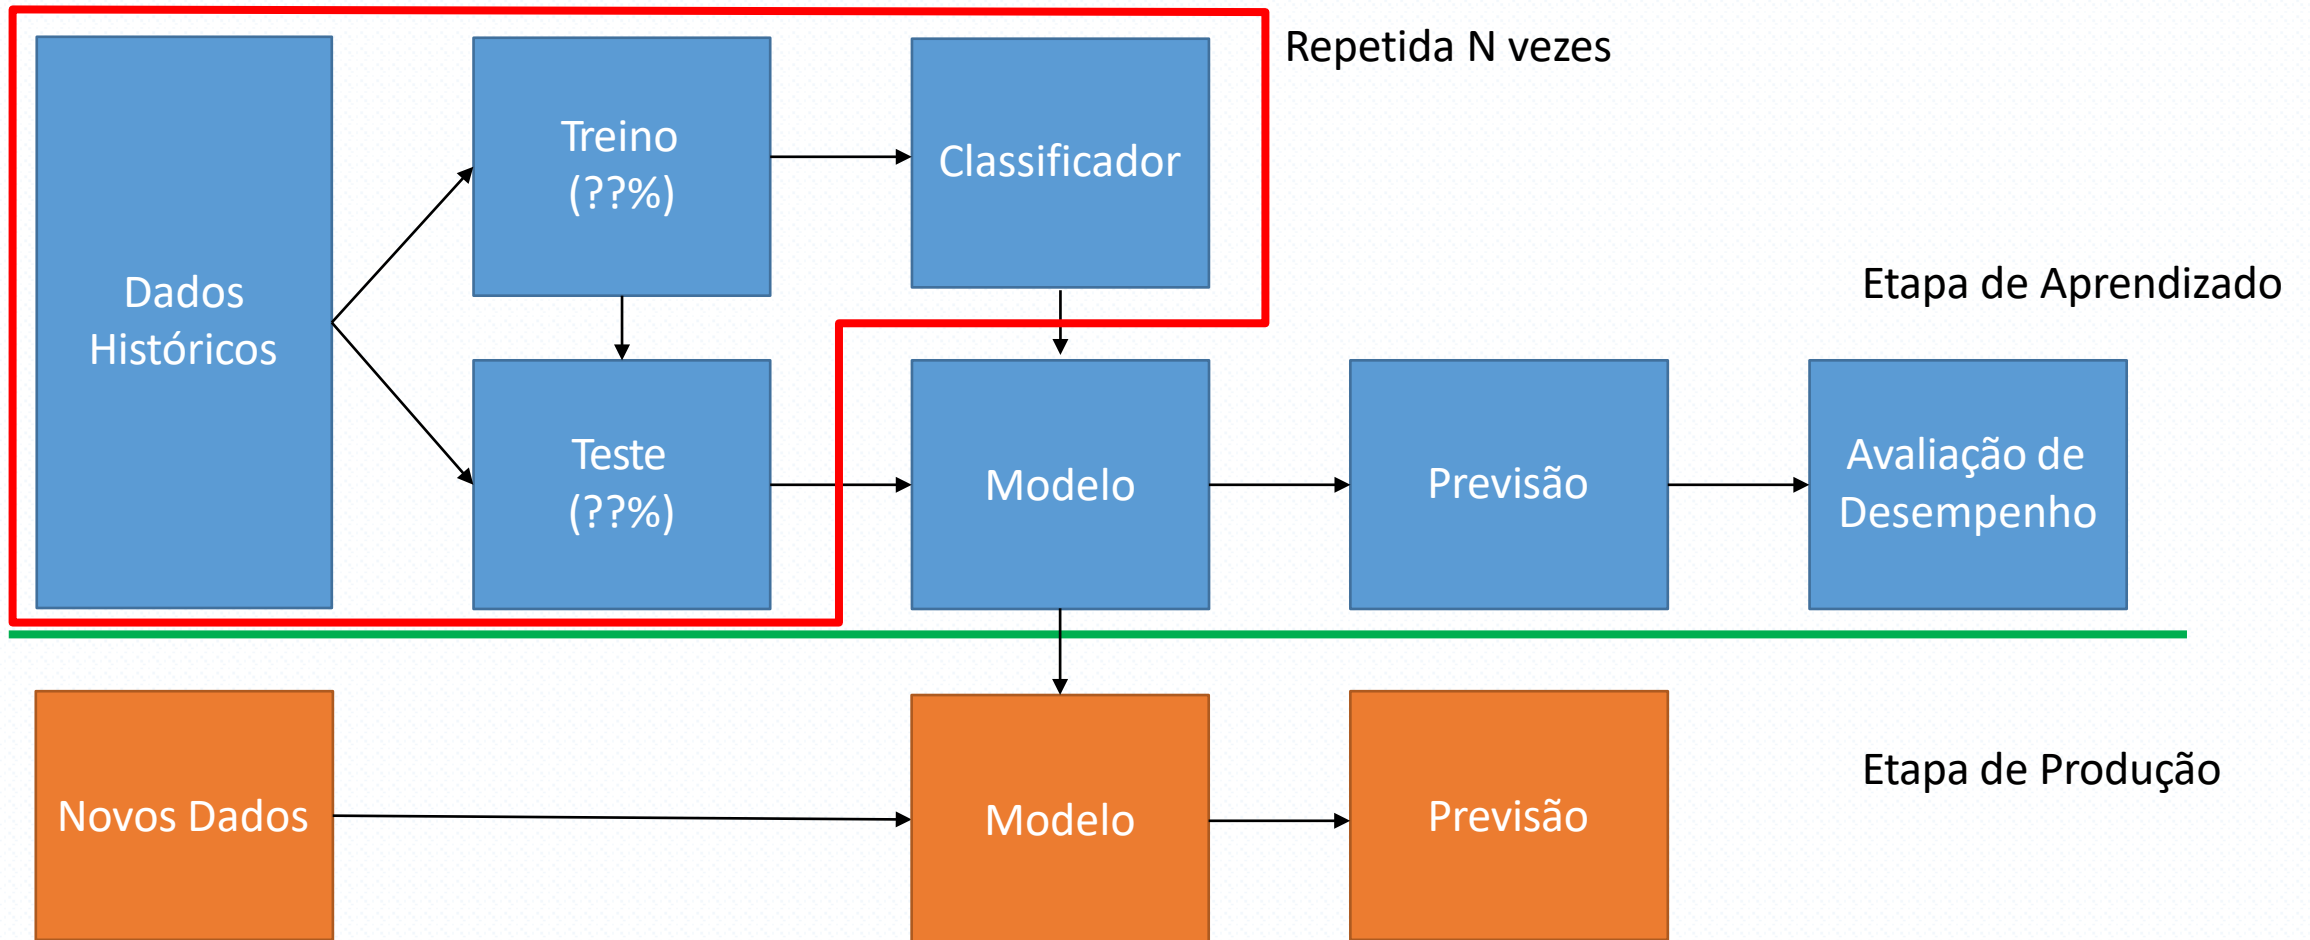 Repetida N vezes
Dados
Históricos
Treino
(??%)
Classificador
Etapa de Aprendizado
Teste
(??%)
Modelo
Previsão
Avaliação de
Desempenho
Novos Dados
Modelo
Previsão
Etapa de Produção